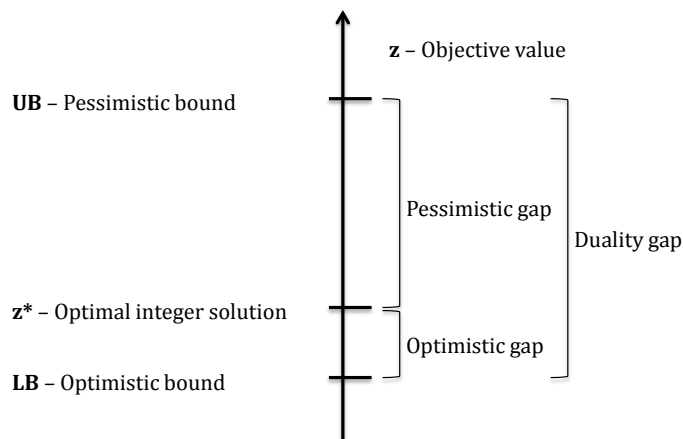 z – Objective value
UB – Pessimistic bound
Pessimistic gap
Duality gap
z* – Optimal integer solution
Optimistic gap
LB – Optimistic bound